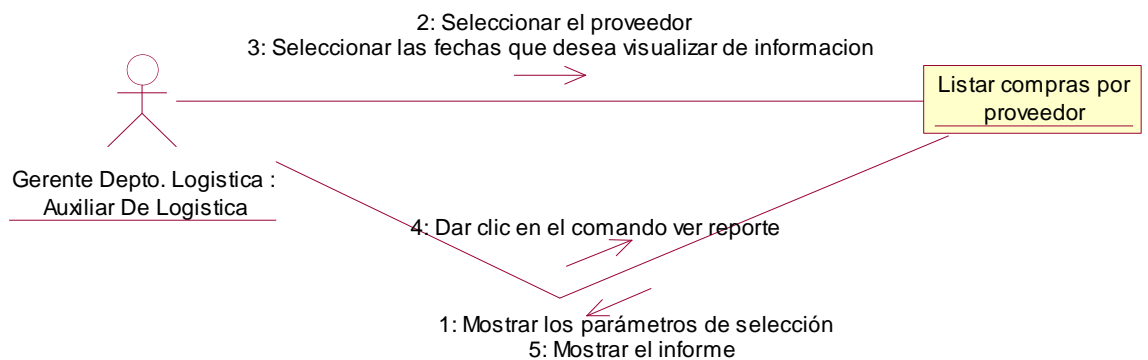 2: Seleccionar el proveedor
3: Seleccionar las fechas que desea visualizar de informacion
Listar compras por
proveedor
Gerente Depto. Logistica :
Auxiliar De Logistica
4: Dar clic en el comando ver reporte
1: Mostrar los parámetros de selección
5: Mostrar el informe